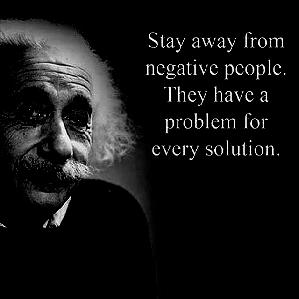 Stay away from
negative people.
They have a
problem for
every solution.